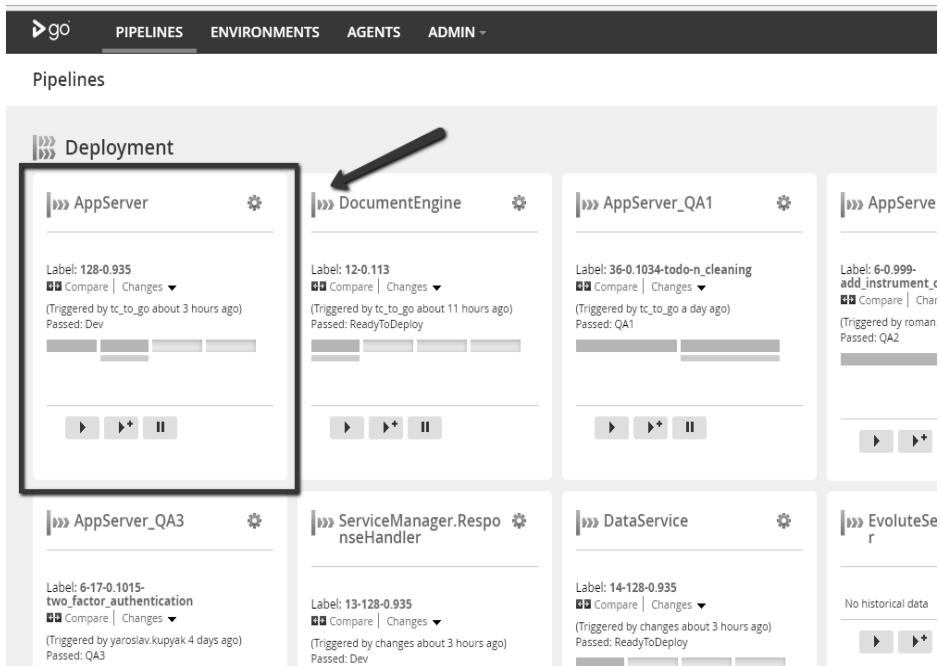 go PIPELINES ENVIRONMENTS AGENTS ADMIN
Pipelines
Deployment
AppServer
Label: 128-0.935
Compare | Changes
(Triggered by tc_to_go about 3 hours ago)
Passed: Dev
DocumentEngine
Label: 12-0.113
Compare | Changes
(Triggered by tc_to_go about 11 hours ago)
Passed: ReadyToDeploy
AppServer_QA1
Label: 36-0.1034-todo-n_cleaning
Compare | Changes
(Triggered by tc_to_go a day ago)
Passed: QA1
AppServe
Label: 6-0.999-
add_instrument_c
Compare | Char
(Triggered by roman.
Passed: QA2
AppServer_QA3
Label: 6-17-0.1015-
two_factor_authentication
Compare | Changes
(Triggered by yaroslav.kupyak 4 days ago)
Passed: QA3
ServiceManager.Respo
nseHandler
Label: 13-128-0.935
Compare | Changes
(Triggered by changes about 3 hours ago)
Passed: Dev
DataService
Label: 14-128-0.935
Compare | Changes
(Triggered by changes about 3 hours ago)
Passed: ReadyToDeploy
EvoluteSe
r
No historical data